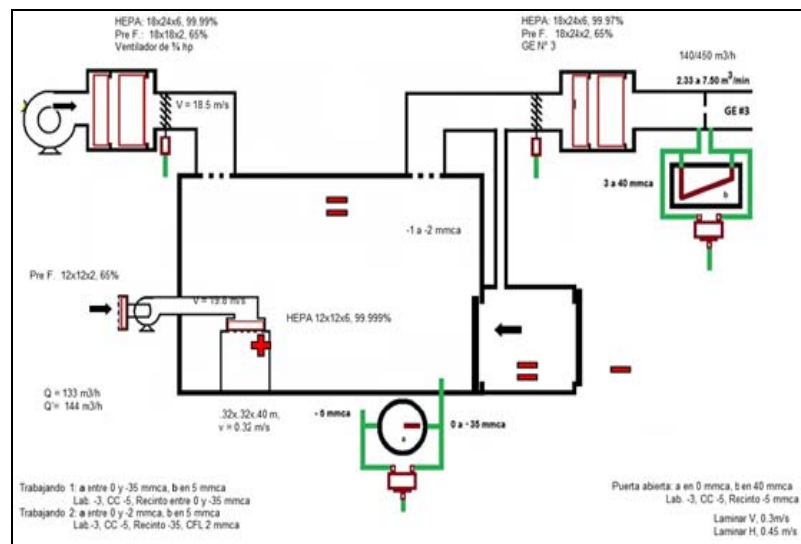 HEPA: 18x24x6, 99.99%
Pre F.: 18x18x2, 65%
Ventilador de ¾ hp
HEPA: 18x24x6, 99.97%
Pre F. 18x24x2, 65%
GE N° 3
140/450 m3/h
2.33 a 7.50 m³/min
V = 18.5 m/s
GE #3
3 a 40 mmca
b
-1 a -2 mmca
Pre F. 12x12x2, 65%
V = 19.8 m/s
HEPA 12x12x6, 99.999%
Q = 133 m3/h
Q'= 144 m3/h
.32x.32x.40 m,
v = 0.32 m/s
- 6 mmca
0 a - 35 mmca
a
Trabajando 1: a entre 0 y -35 mmca, b en 5 mmca
Lab. -3, CC -5, Recinto entre 0 y -35 mmca
Trabajando 2: a entre 0 y -2 mmca, b en 5 mmca
Lab.-3, CC -5, Recinto -35, CFL 2 mmca
Puerta abierta: a en 0 mmca, b en 40 mmca
Lab. -3, CC -5, Recinto -5 mmca
Laminar V, 0.3m/s
Laminar H, 0.45 m/s